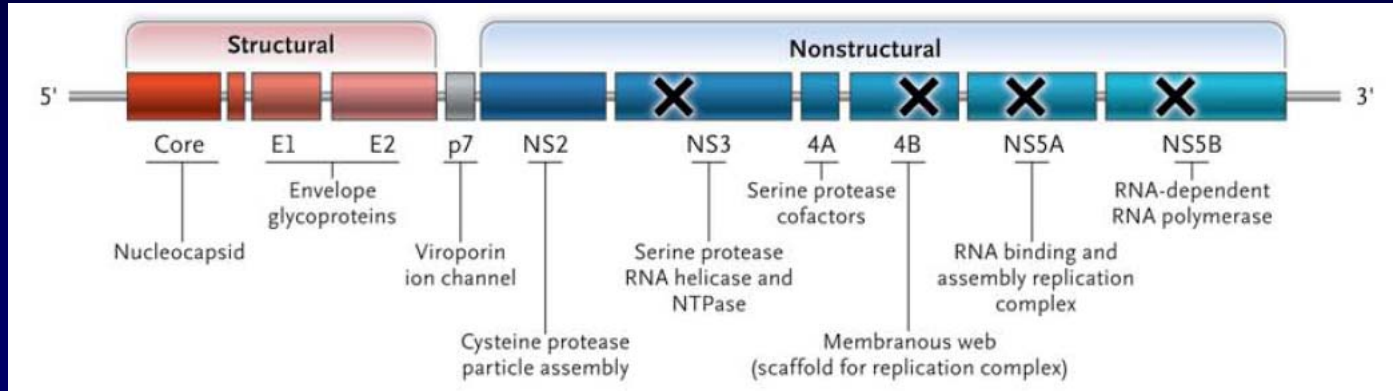 Structural
Nonstructural
5'
3'
Core
E1
E2
p7
NS2
NS3
4A
4B
NS5A
NS5B
Envelope
glycoproteins
Serine protease
cofactors
RNA-dependent
RNA polymerase
Nucleocapsid
Viroporin
ion channel
Serine protease
RNA helicase and
NTPase
RNA binding and
assembly replication
complex
Cysteine protease
particle assembly
Membranous web
(scaffold for replication complex)